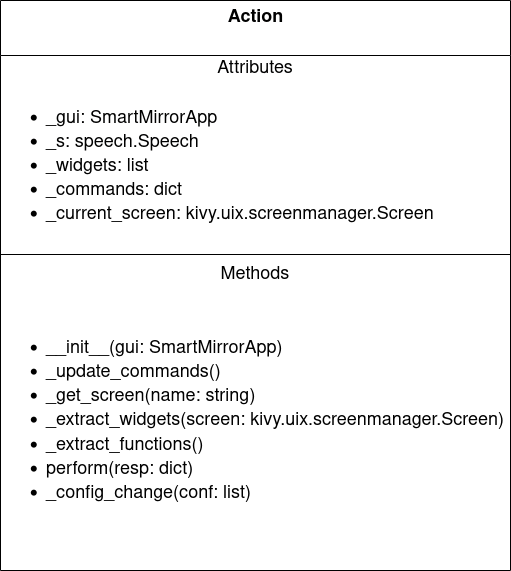 Action
Attributes
• _gui: SmartMirrorApp
• _s: speech.Speech
• _widgets: list
• _commands: dict
• _current_screen: kivy.uix.screenmanager.Screen
Methods
• __init__(gui: SmartMirrorApp)
• _update_commands()
• _get_screen(name: string)
• _extract_widgets(screen: kivy.uix.screenmanager.Screen)
• _extract_functions()
• perform(resp: dict)
• _config_change(conf: list)